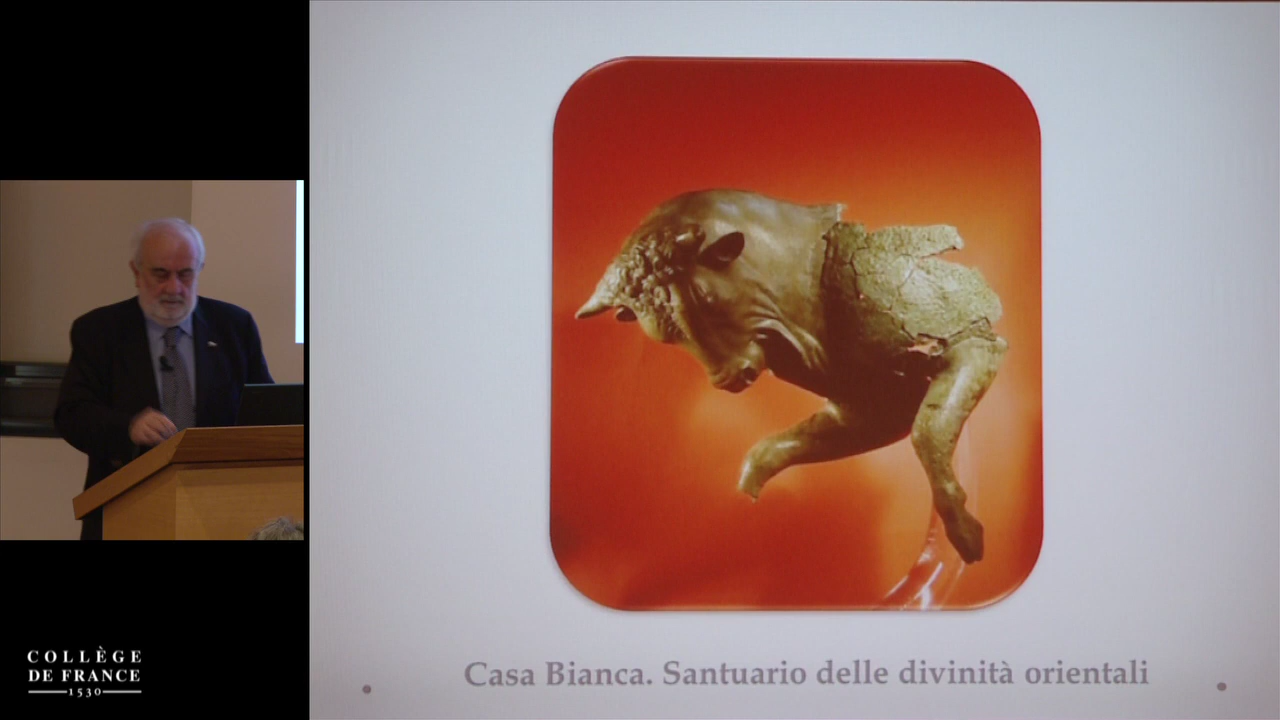 Casa Bianca. Santuario delle divinità orientali
COLLÈGE
DE FRANCE
1530